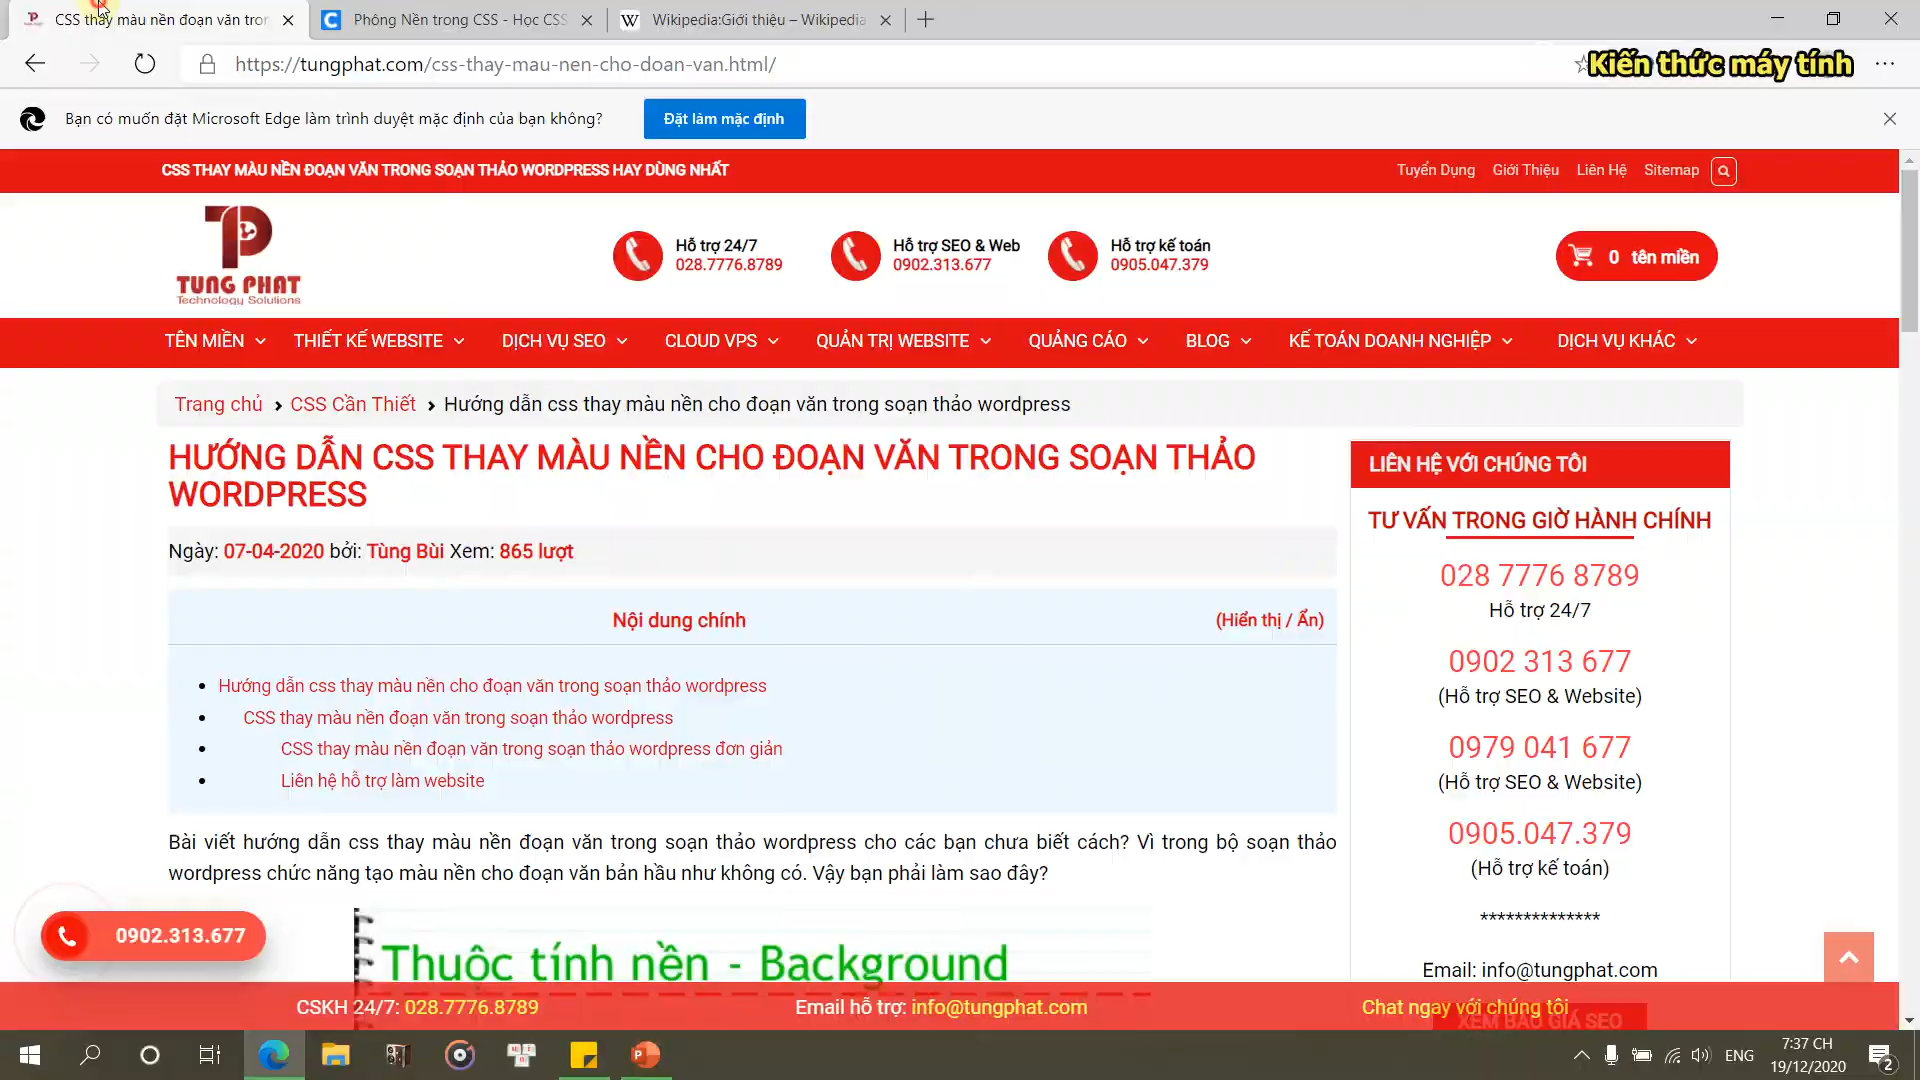 CSS thay màu nền đoạn văn tron
Phông Nền trong CSS - Học CSS
Wikipedia:Giới thiệu – Wikipedia
https://tungphat.com/css-thay-mau-nen-cho-doan-van.html/
Kiến thức máy tính
Bạn có muốn đặt Microsoft Edge làm trình duyệt mặc định của bạn không?
Đặt làm mặc định
CSS THAY MÀU NỀN ĐOẠN VĂN TRONG SOẠN THẢO WORDPRESS HAY DÙNG NHẤT
Tuyển Dụng Giới Thiệu Liên Hệ Sitemap
TUNG PHAT
Technology Solutions
Hỗ trợ 24/7
028.7776.8789
Hỗ trợ SEO & Web
0902.313.677
Hỗ trợ kế toán
0905.047.379
0 tên miền
TÊN MIỀN THIẾT KẾ WEBSITE DỊCH VỤ SEO CLOUD VPS QUẢN TRỊ WEBSITE QUẢNG CÁO BLOG KẾ TOÁN DOANH NGHIỆP DỊCH VỤ KHÁC
Trang chủ › CSS Cần Thiết › Hướng dẫn css thay màu nền cho đoạn văn trong soạn thảo wordpress
HƯỚNG DẪN CSS THAY MÀU NỀN CHO ĐOẠN VĂN TRONG SOẠN THẢO
WORDPRESS
Ngày: 07-04-2020 bởi: Tùng Bùi Xem: 865 lượt
Nội dung chính
(Hiển thị / Ẩn)
Hướng dẫn css thay màu nền cho đoạn văn trong soạn thảo wordpress
CSS thay màu nền đoạn văn trong soạn thảo wordpress
CSS thay màu nền đoạn văn trong soạn thảo wordpress đơn giản
Liên hệ hỗ trợ làm website
Bài viết hướng dẫn css thay màu nền đoạn văn trong soạn thảo wordpress cho các bạn chưa biết cách? Vì trong bộ soạn thảo
wordpress chức năng tạo màu nền cho đoạn văn bản hầu như không có. Vậy bạn phải làm sao đây?
Thuộc tính nền - Background
LIÊN HỆ VỚI CHÚNG TÔI
TƯ VẤN TRONG GIỜ HÀNH CHÍNH
028 7776 8789
Hỗ trợ 24/7
0902 313 677
(Hỗ trợ SEO & Website)
0979 041 677
(Hỗ trợ SEO & Website)
0905.047.379
(Hỗ trợ kế toán)
**************
Email: info@tungphat.com
XEM BÁO GIÁ SEO
0902.313.677
CSKH 24/7: 028.7776.8789
Email hỗ trợ: info@tungphat.com
Chat ngay với chúng tôi
ENG
7:37 CH
19/12/2020
2